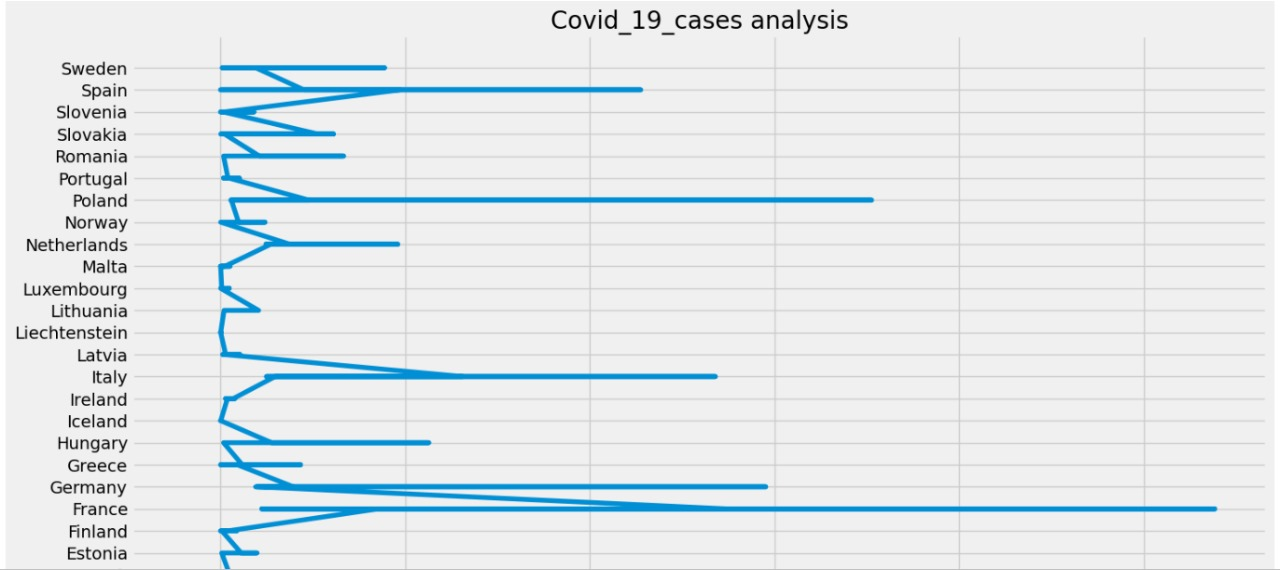 Covid_19_cases analysis
Sweden
Spain
Slovenia
Slovakia
Romania
Portugal
Poland
Norway
Netherlands
Malta
Luxembourg
Lithuania
Liechtenstein
Latvia
Italy
Ireland
Iceland
Hungary
Greece
Germany
France
Finland
Estonia